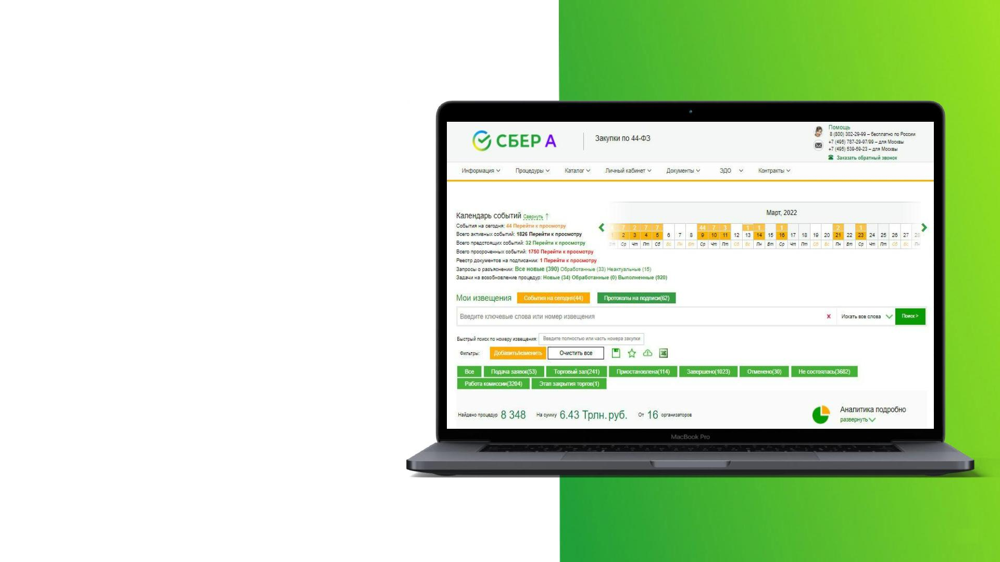 СБЕР А
Закупки по 44-ФЗ
Помощь
8 (800) 302-29-99 – бесплатно по России
+7 (495) 787-29-97/99 – для Москвы
+7 (495) 539-59-23 – для Москвы
Заказать обратный звонок
Информация Процедуры Каталог Личный кабинет Документы ЭДО Контракты
Календарь событий Свернуть ↑
События на сегодня: 44 Перейти к просмотру
Всего активных событий: 1826 Перейти к просмотру
Всего предстоящих событий: 32 Перейти к просмотру
Всего просроченных событий: 1750 Перейти к просмотру
Реестр документов на подписании: 1 Перейти к просмотру
Запросы о разъяснении: Все новые (390) Обработанные (33) Неактуальные (15)
Задачи на возобновление процедур: Новые (34) Обработанные (0) Выполненные (920)
Март, 2022
7 2 7 7 44 7 3 1 1 1 2 1
1 2 3 4 5 6 7 8 9 10 11 12 13 14 15 16 17 18 19 20 21 22 23 24 25 26 27 28
Вт Ср Чт Пт Сб Вс Пн Вт Ср Чт Пт Сб Вс Пн Вт Ср Чт Пт Сб Вс Пн Вт Ср Чт Пт Сб Вс Пн
Мои извещения События на сегодня(44) Протоколы на подписи(62)
Введите ключевые слова или номер извещения x Искать все слова Поиск >
Быстрый поиск по номеру извещения: Введите полностью или часть номера закупки
Фильтры: Добавить/изменить Очистить все
Все Подача заявок(53) Торговый зал(241) Приостановлена(114) Завершено(1023) Отменено(30) Не состоялась(3682)
Работа комиссии(3204) Этап закрытия торгов(1)
Найдено процедур 8 348 На сумму 6.43 Трлн.руб. От 16 организаторов
Аналитика подробно
развернуть
MacBook Pro